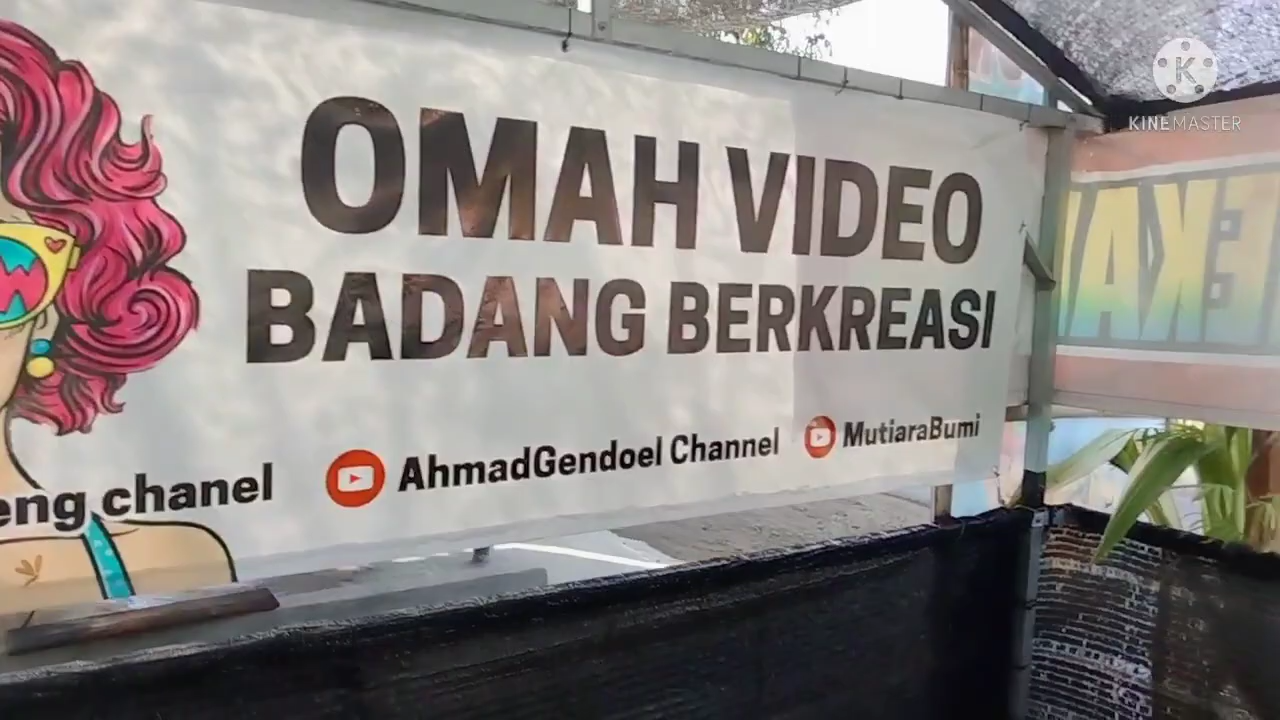 OMAH VIDEO
BADANG BERKREASI
eng chanel AhmadGendoel Channel MutiaraBumi
KINEMASTER